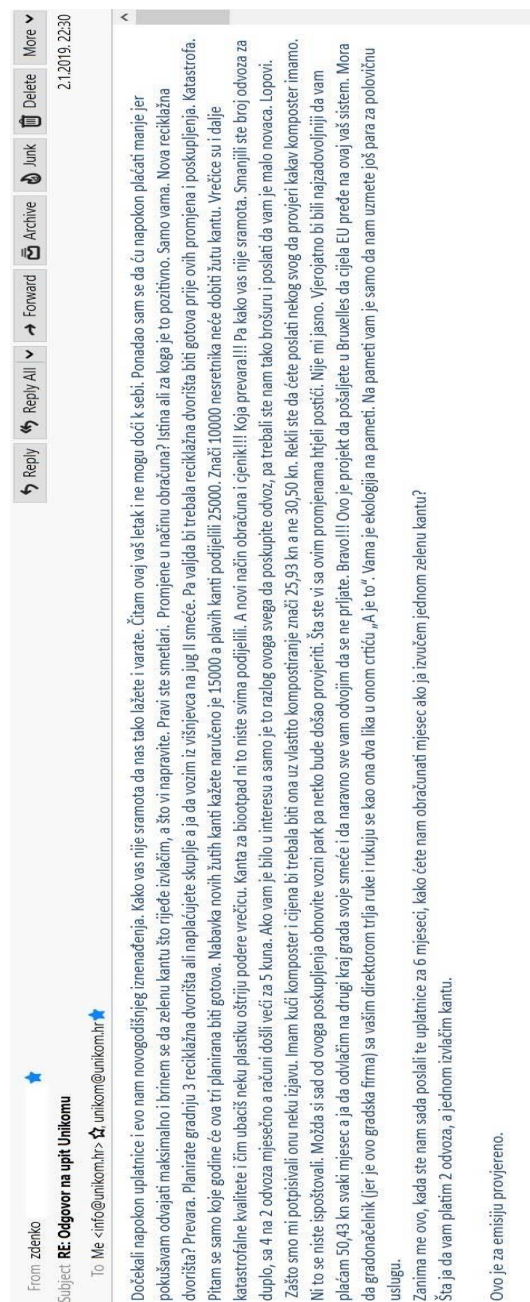 From zdenko
Reply Reply All Forward Archive Junk Delete More
Subject RE: Odgovor na upit Unikomu
2.1.2019. 22:30
To Me <info@unikom.hr>, unikom@unikom.hr
Dočekali napokon uplatnice i evo nam novogodišnjeg iznenađenja. Kako vas nije sramota da nas tako lažete i varate. Čitam ovaj vaš letak i ne mogu doći k sebi. Ponadao sam se da ću napokon plaćati manje jer
pokušavam odvajati maksimalno i brinem se da zelenu kantu što rijeđe izvlačim, a što vi napravite. Pravi ste smetlari. Promjene u načinu obračuna? Istina ali za koga je to pozitivno. Samo vama. Nova reciklažna
dvorišta? Prevara. Planirate gradnju 3 reciklažna dvorišta ali naplaćujete skuplje a ja da vozim iz višnjevca na jug II smeće. Pa valjda bi trebala reciklažna dvorišta biti gotova prije ovih promjena i poskupljenja. Katastrofa.
Pitam se samo koje godine će ova tri planirana biti gotova. Nabavka novih žutih kanti kažete naručeno je 15000 a plavih kanti podijelili 25000. Znači 10000 nesretnika neće dobiti žutu kantu. Vrečice su i dalje
katastrofalne kvalitete i čim ubaciš neku plastiku oštriju podere vrećicu. Kanta za biootpad ni to niste svima podijelili. A novi način obračuna i cjenik!!! Koja prevara!!! Pa kako vas nije sramota. Smanjili ste broj odvoza za
duplo, sa 4 na 2 odvoza mjesečno a računi došli veći za 5 kuna. Ako vam je bilo u interesu a samo je to razlog ovoga svega da poskupite odvoz, pa trebali ste nam tako brošuru i poslati da vam je malo novaca. Lopovi.
Zašto smo mi potpisivali onu neku izjavu. Imam kući komposter i cijena bi trebala biti ona uz vlastito kompostiranje znači 25,93 kn a ne 30,50 kn. Rekli ste da ćete poslati nekog svog da provjeri kakav komposter imamo.
Ni to se niste ispoštovali. Možda si sad od ovoga poskupljenja obnovite vozni park pa netko bude došao provjeriti. Šta ste vi sa ovim promjenama htjeli postići. Nije mi jasno. Vjerojatno bi bili najzadovoljniji da vam
plaćam 50,43 kn svaki mjesec a ja da odvlačim na drugi kraj grada svoje smeće i da naravno sve vam odvojim da se ne prljate. Bravo!!! Ovo je projekt da pošaljete u Bruxelles da cijela EU pređe na ovaj vaš sistem. Mora
da gradonačelnik (jer je ovo gradska firma) sa vašim direktorom trlja ruke i rukuju se kao ona dva lika u onom crtiću „A je to“. Vama je ekologija na pameti. Na pameti vam je samo da nam uzmete još para za polovičnu
uslugu.
Zanima me ovo, kada ste nam sada poslali te uplatnice za 6 mjeseci, kako ćete nam obračunati mjesec ako ja izvučem jednom zelenu kantu?
Šta ja da vam platim 2 odvoza, a jednom izvlačim kantu.
Ovo je za emisiju provjereno.